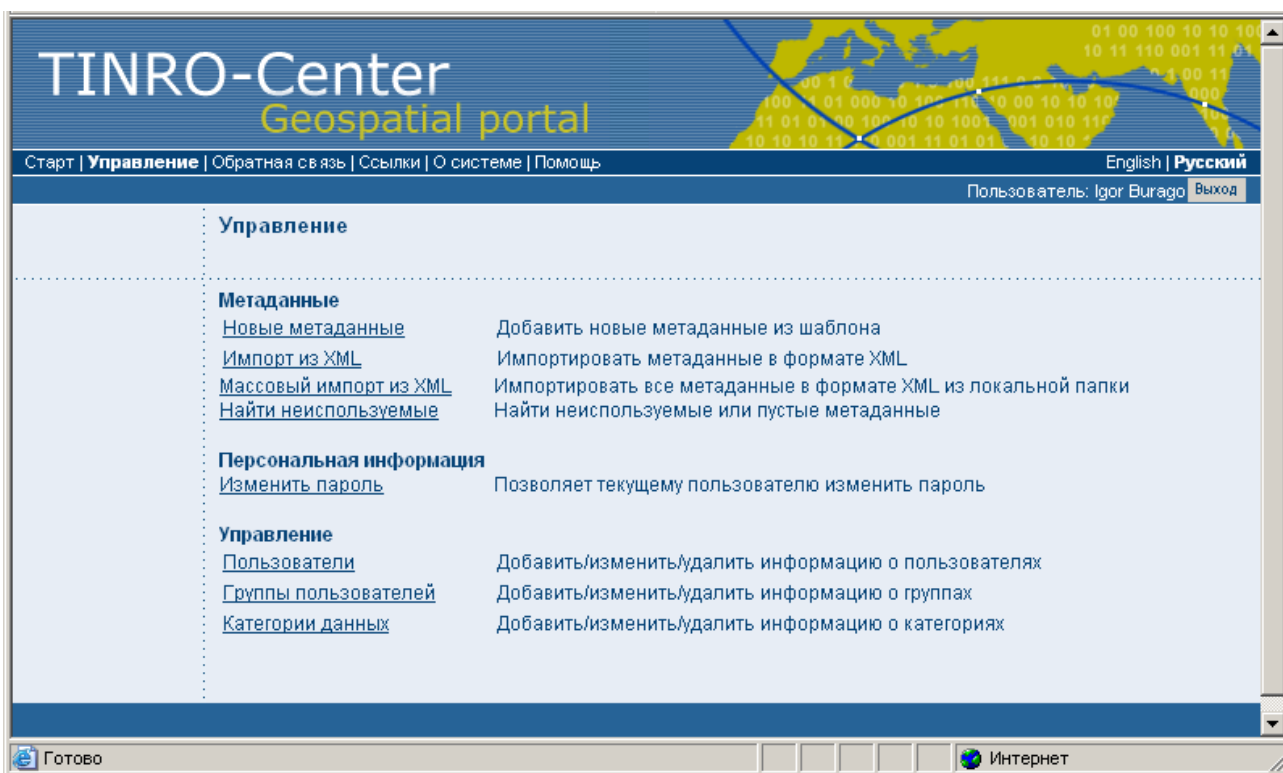 TINRO-Center
Geospatial portal
Старт | Управление | Обратная связь | Ссылки | О системе | Помощь English | Русский
Пользователь: Igor Burago Выход
Управление
Метаданные
Новые метаданные Добавить новые метаданные из шаблона
Импорт из XML Импортировать метаданные в формате XML
Массовый импорт из XML Импортировать все метаданные в формате XML из локальной папки
Найти неиспользуемые Найти неиспользуемые или пустые метаданные
Персональная информация
Изменить пароль Позволяет текущему пользователю изменить пароль
Управление
Пользователи Добавить/изменить/удалить информацию о пользователях
Группы пользователей Добавить/изменить/удалить информацию о группах
Категории данных Добавить/изменить/удалить информацию о категориях
Готово Интернет